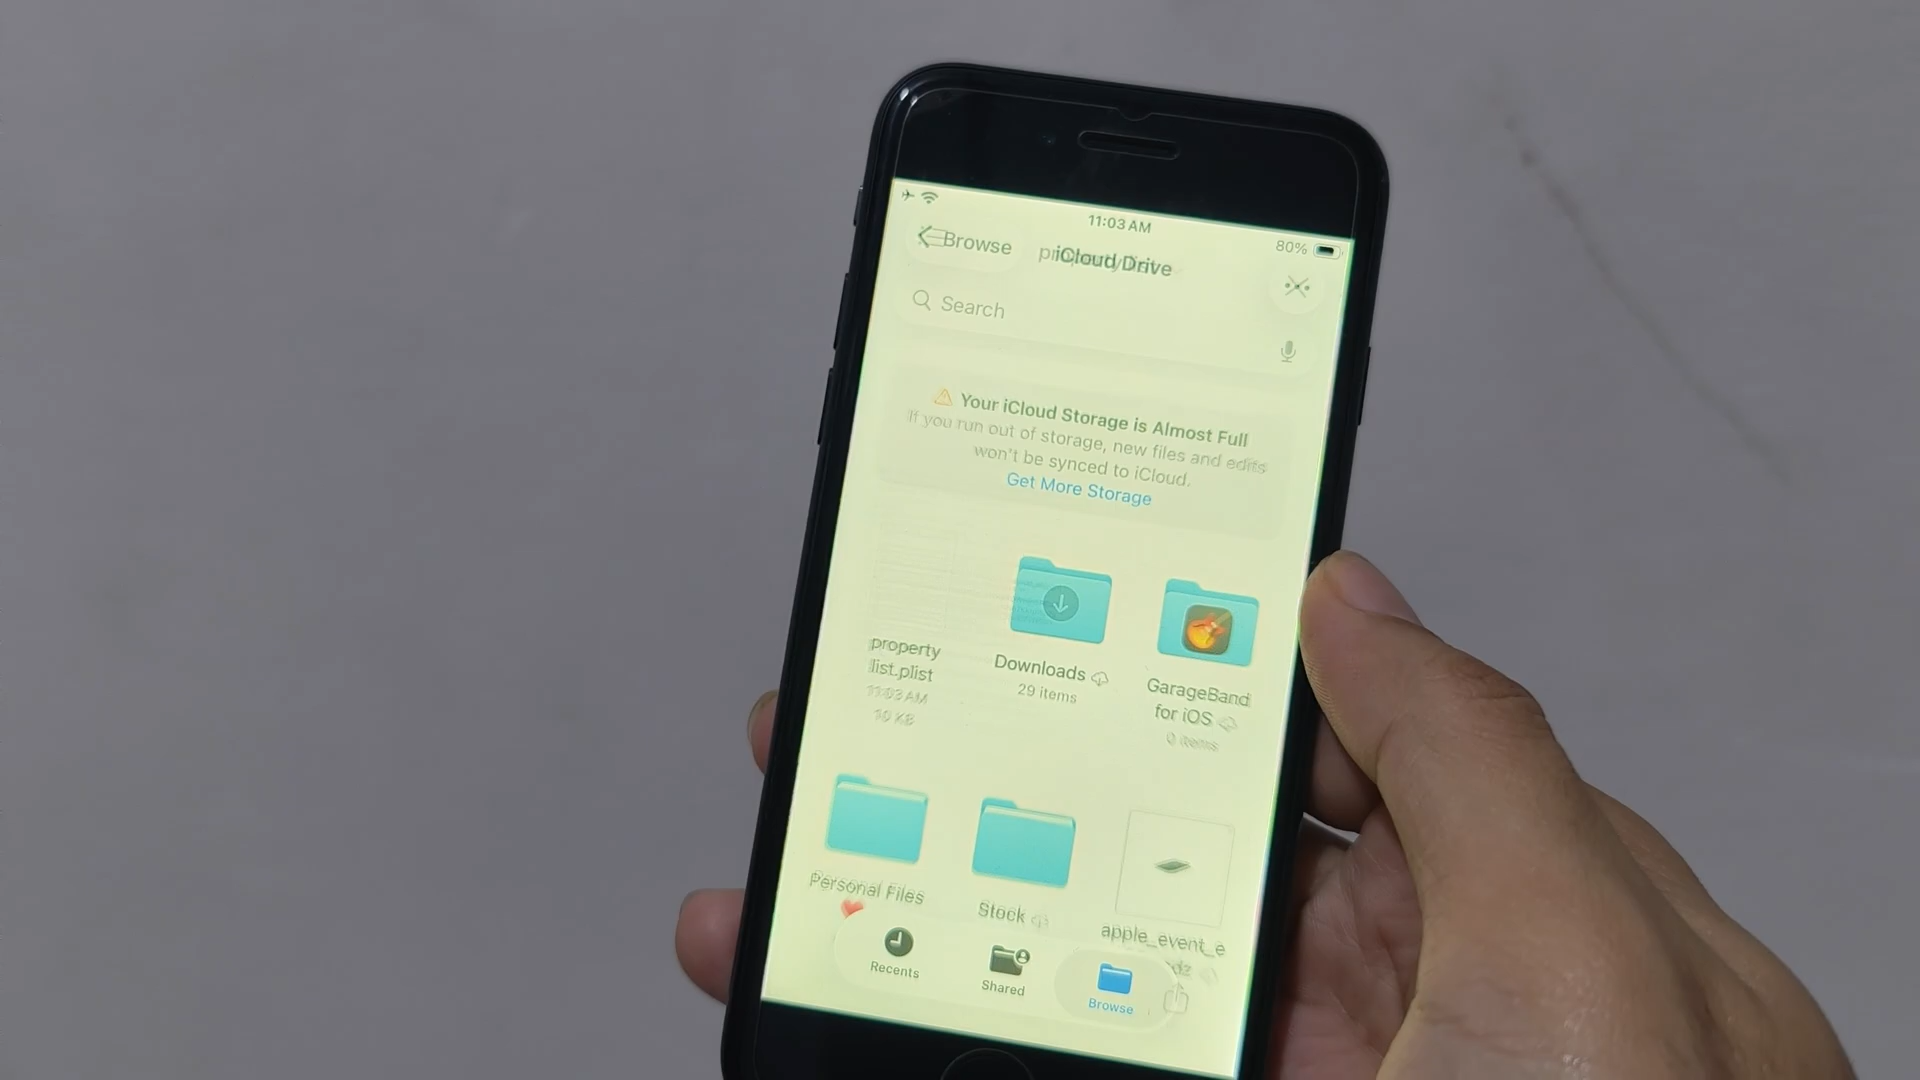 11:03 AM
80%
Browse
iCloud Drive
Search
Your iCloud Storage is Almost Full
If you run out of storage, new files and edits
won't be synced to iCloud.
Get More Storage
property
list.plist
11:03 AM
10 KB
Downloads
29 items
GarageBand
for iOS
0 items
Personal Files
Stock
apple_event_e
dz
Recents
Shared
Browse